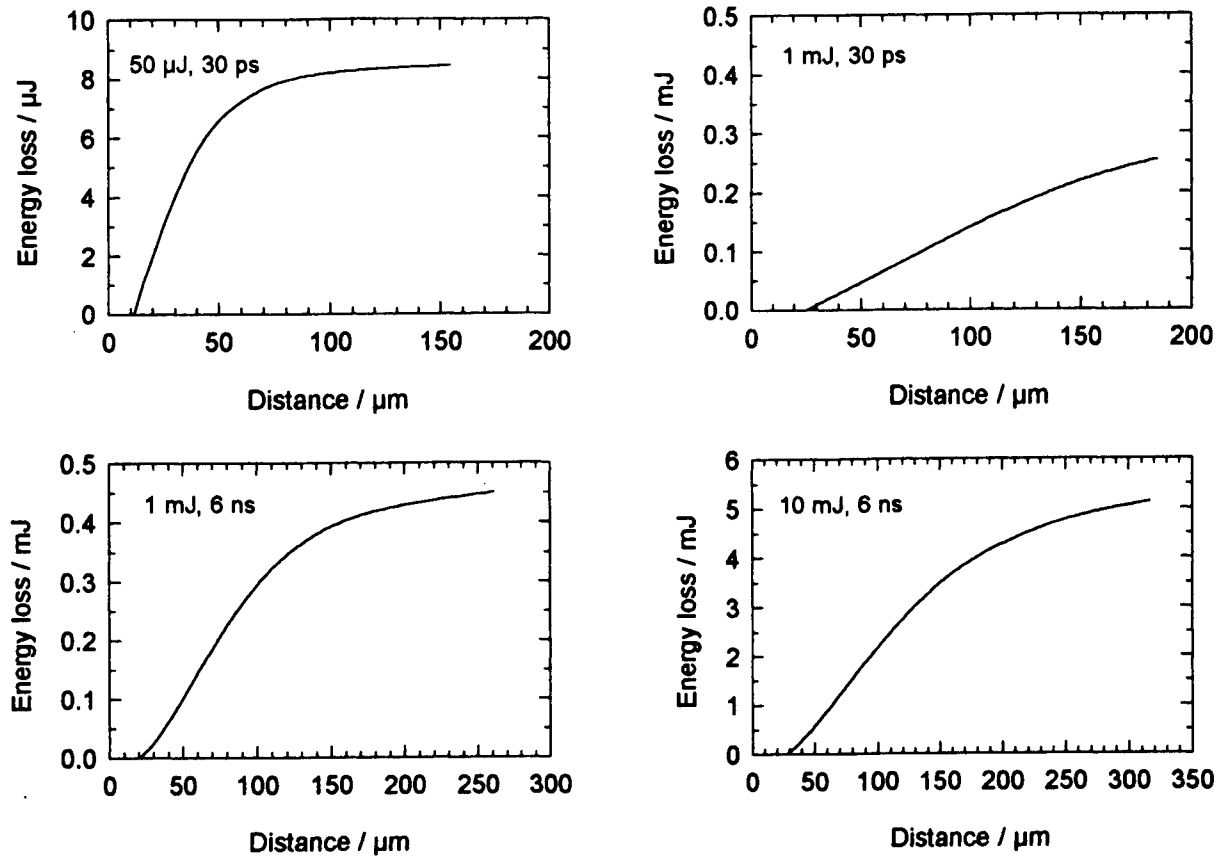 50 µJ, 30 ps
Energy loss / µJ
10
8
6
4
2
0
0 50 100 150 200
Distance / µm
1 mJ, 30 ps
Energy loss / mJ
0.5
0.4
0.3
0.2
0.1
0.0
0 50 100 150 200
Distance / µm
1 mJ, 6 ns
Energy loss / mJ
0.5
0.4
0.3
0.2
0.1
0.0
0 50 100 150 200 250 300
Distance / µm
10 mJ, 6 ns
Energy loss / mJ
6
5
4
3
2
1
0
0 50 100 150 200 250 300 350
Distance / µm